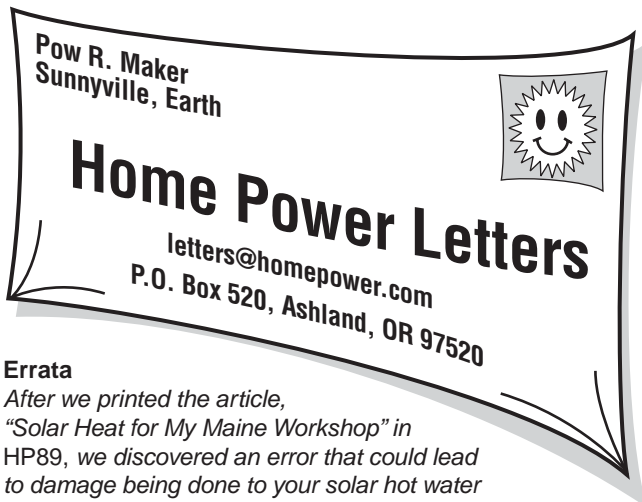 Pow R. Maker
Sunnyville, Earth
Home Power Letters
letters@homepower.com
P.O. Box 520, Ashland, OR 97520
Errata
After we printed the article,
“Solar Heat for My Maine Workshop” in
HP89, we discovered an error that could lead
to damage being done to your solar hot water